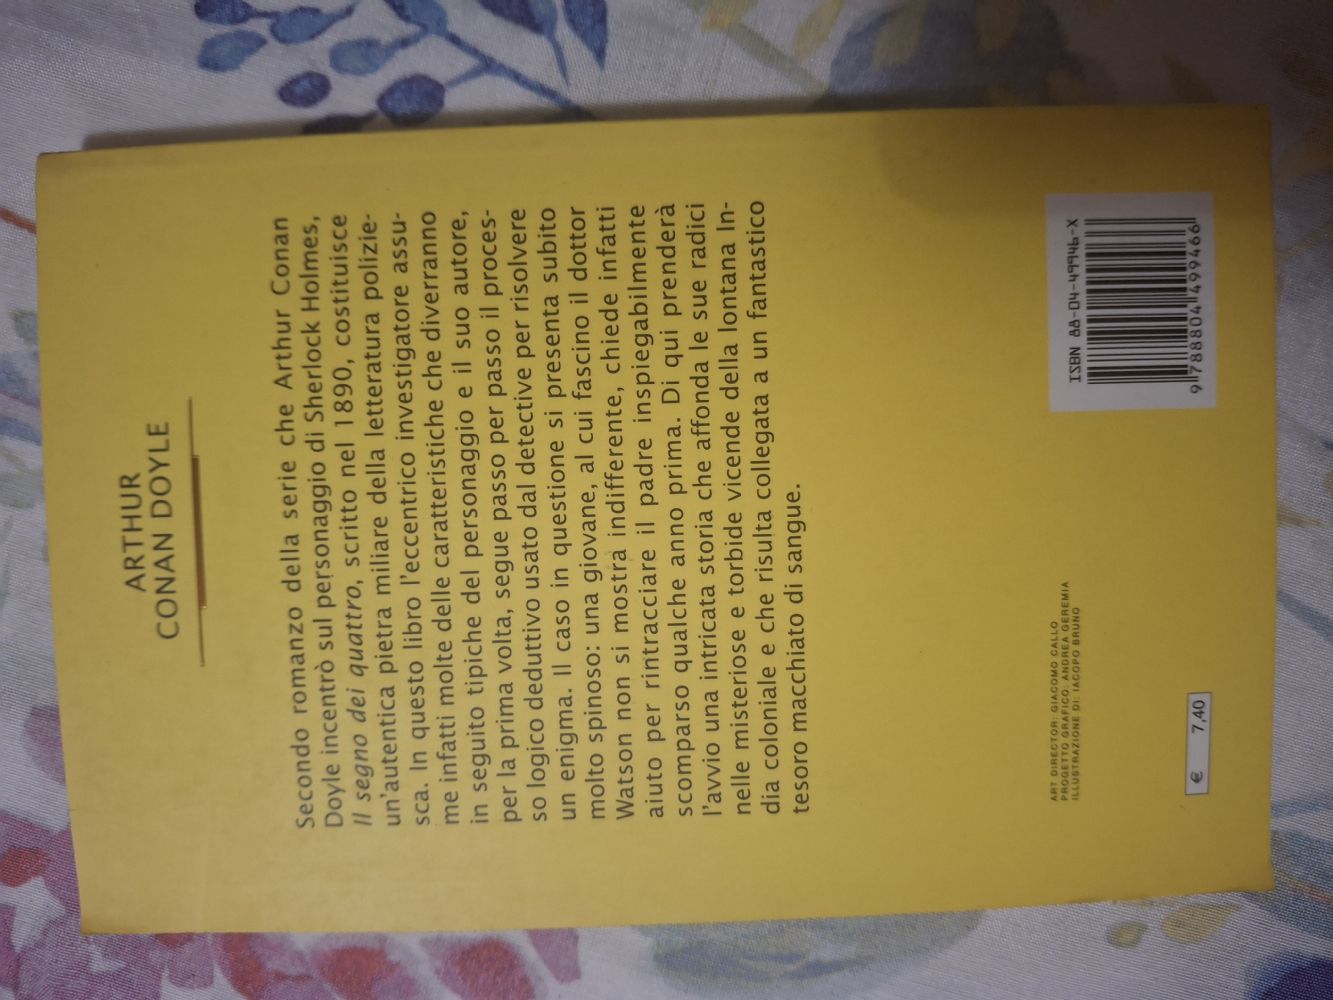 ARTHUR
CONAN DOYLE
Secondo romanzo della serie che Arthur Conan
Doyle incentrò sul personaggio di Sherlock Holmes,
Il segno dei quattro, scritto nel 1890, costituisce
un'autentica pietra miliare della letteratura polizie-
sca. In questo libro l'eccentrico investigatore assu-
me infatti molte delle caratteristiche che diverranno
in seguito tipiche del personaggio e il suo autore,
per la prima volta, segue passo per passo il proces-
so logico deduttivo usato dal detective per risolvere
un enigma. Il caso in questione si presenta subito
molto spinoso: una giovane, al cui fascino il dottor
Watson non si mostra indifferente, chiede infatti
aiuto per rintracciare il padre inspiegabilmente
scomparso qualche anno prima. Di qui prenderà
l'avvio una intricata storia che affonda le sue radici
nelle misteriose e torbide vicende della lontana In-
dia coloniale e che risulta collegata a un fantastico
tesoro macchiato di sangue.
ART DIRECTOR: GIACOMO CALLO
PROGETTO GRAFICO: ANDREA GEREMIA
ILLUSTRAZIONE DI: IACOPO BRUNO
ISBN 88-04-49946-X
9 788804 499466
€ 7,40